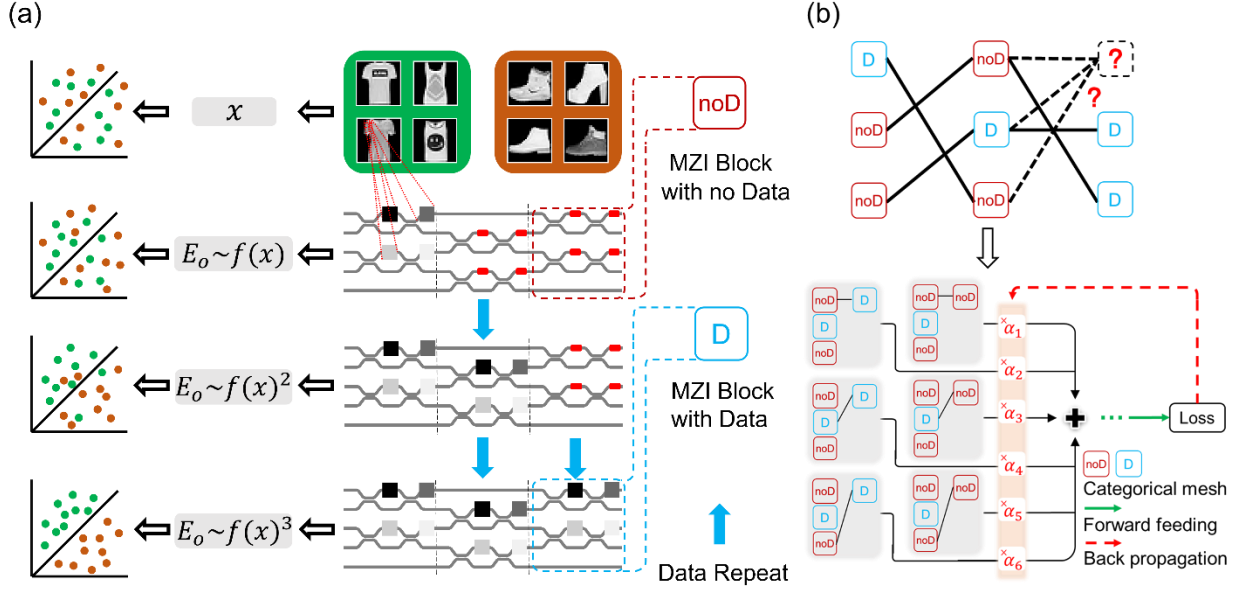 (a)
x
noD
MZI Block
with no Data
E_o~f(x)
D
E_o~f(x)^2
MZI Block
with Data
E_o~f(x)^3
Data Repeat
(b)
D
noD
?
?
noD
D
D
noD
noD
D
noD
D
D
noD
noD
noD
D
noD
×α_1
×α_2
noD
D
D
noD
noD
noD
D
noD
×α_3
+
Loss
×α_4
noD
D
D
noD
noD
noD
D
noD
×α_5
×α_6
noD
D
Categorical mesh
Forward feeding
Back propagation